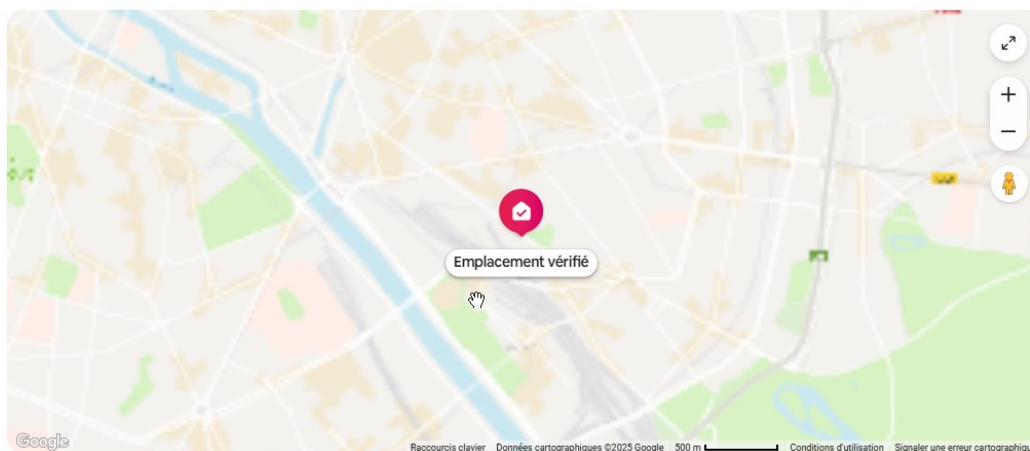 Emplacement vérifié
Google
Raccourcis clavier
Données cartographiques ©2025 Google
500 m
Conditions d'utilisation
Signaler une erreur cartographique